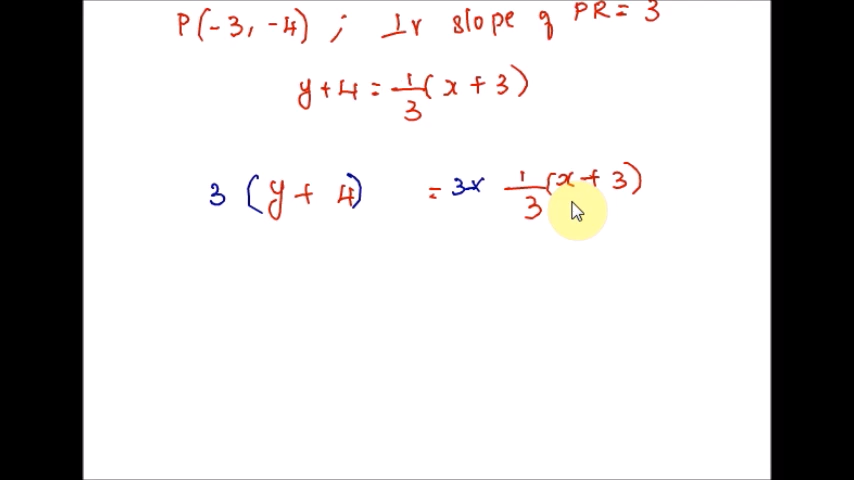 P(-3, -4) ; ⊥r slope of PR = 3
y + 4 = 1/3 (x + 3)
3 (y + 4) = 3 × 1/3 (x + 3)